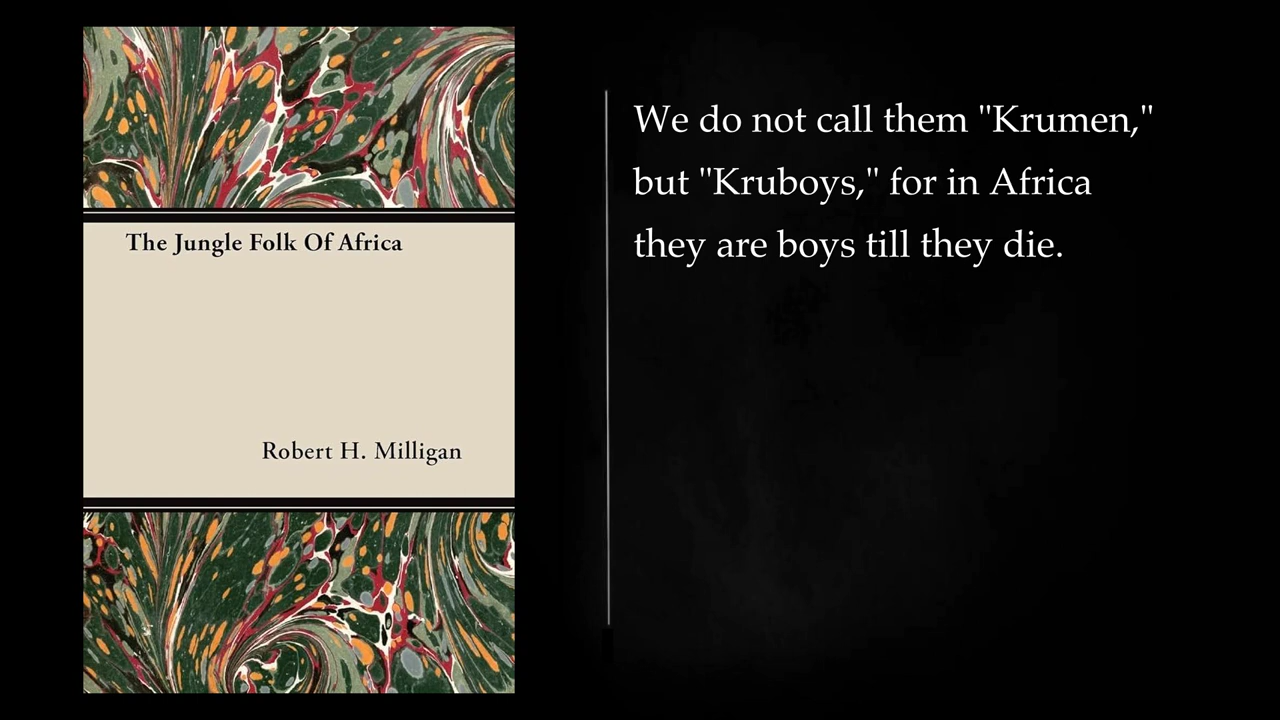 The Jungle Folk Of Africa
Robert H. Milligan
We do not call them "Krumen,"
but "Kruboys," for in Africa
they are boys till they die.